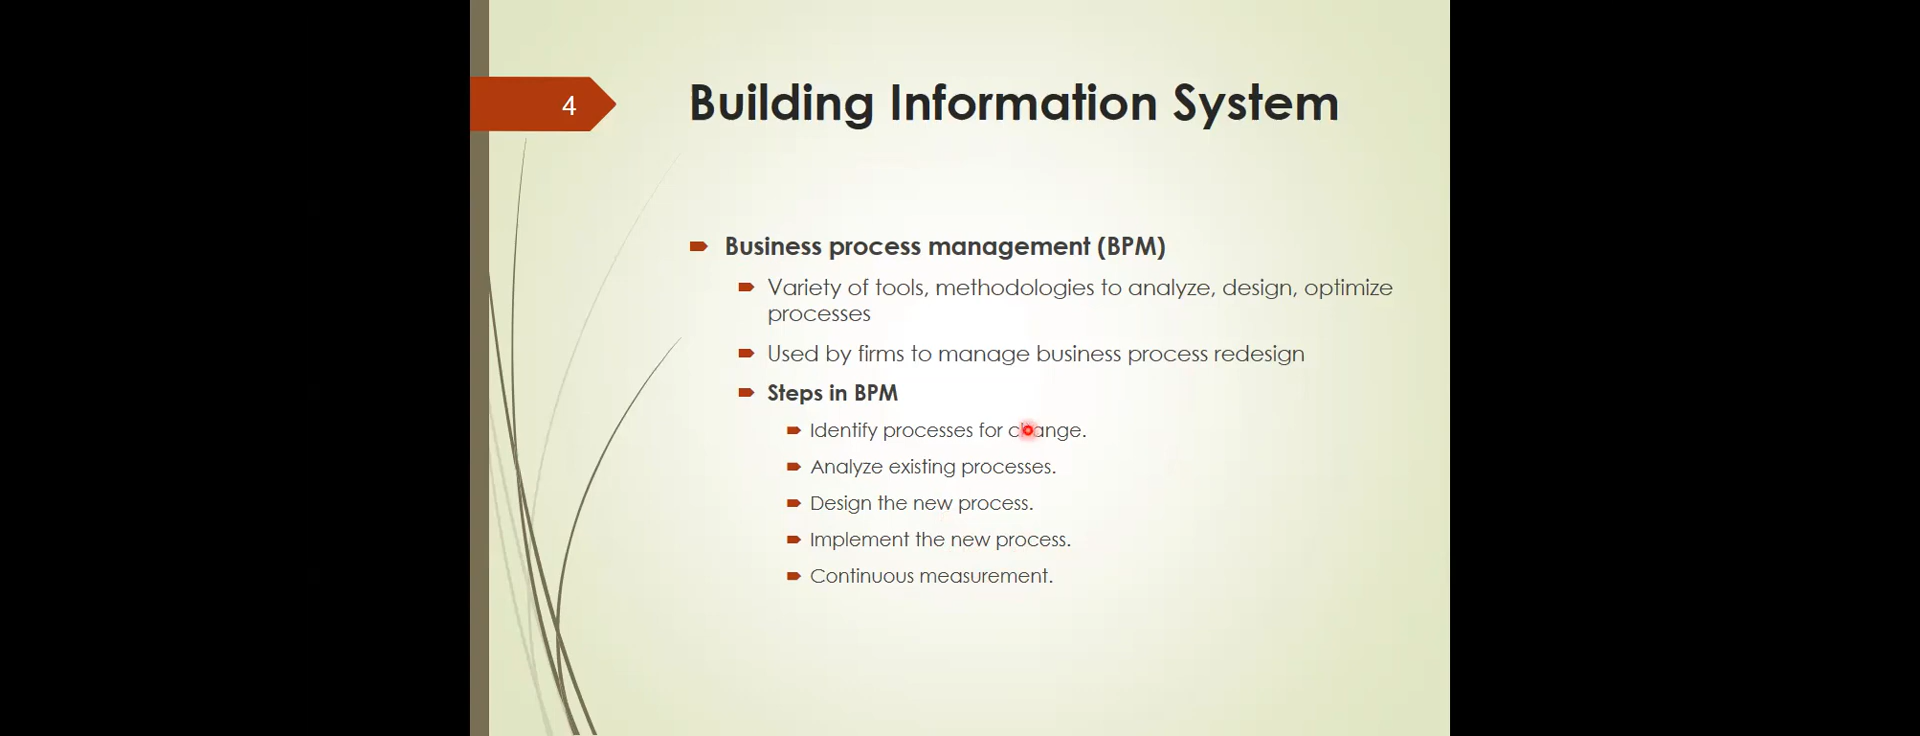 4
Building Information System
Business process management (BPM)
Variety of tools, methodologies to analyze, design, optimize
processes
Used by firms to manage business process redesign
Steps in BPM
Identify processes for change.
Analyze existing processes.
Design the new process.
Implement the new process.
Continuous measurement.